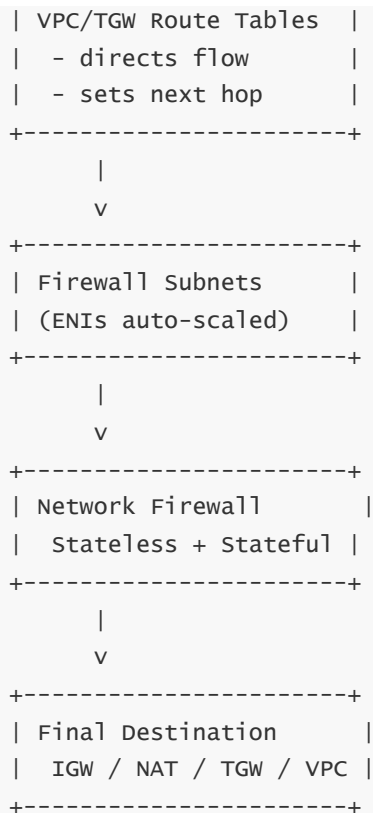 | VPC/TGW Route Tables  |
|  - directs flow       |
|  - sets next hop      |
+-----------------------+
      |
      v
+-----------------------+
| Firewall Subnets      |
| (ENIs auto-scaled)    |
+-----------------------+
      |
      v
+-----------------------+
| Network Firewall       |
|  Stateless + Stateful |
+-----------------------+
      |
      v
+-----------------------+
| Final Destination      |
|  IGW / NAT / TGW / VPC |
+-----------------------+